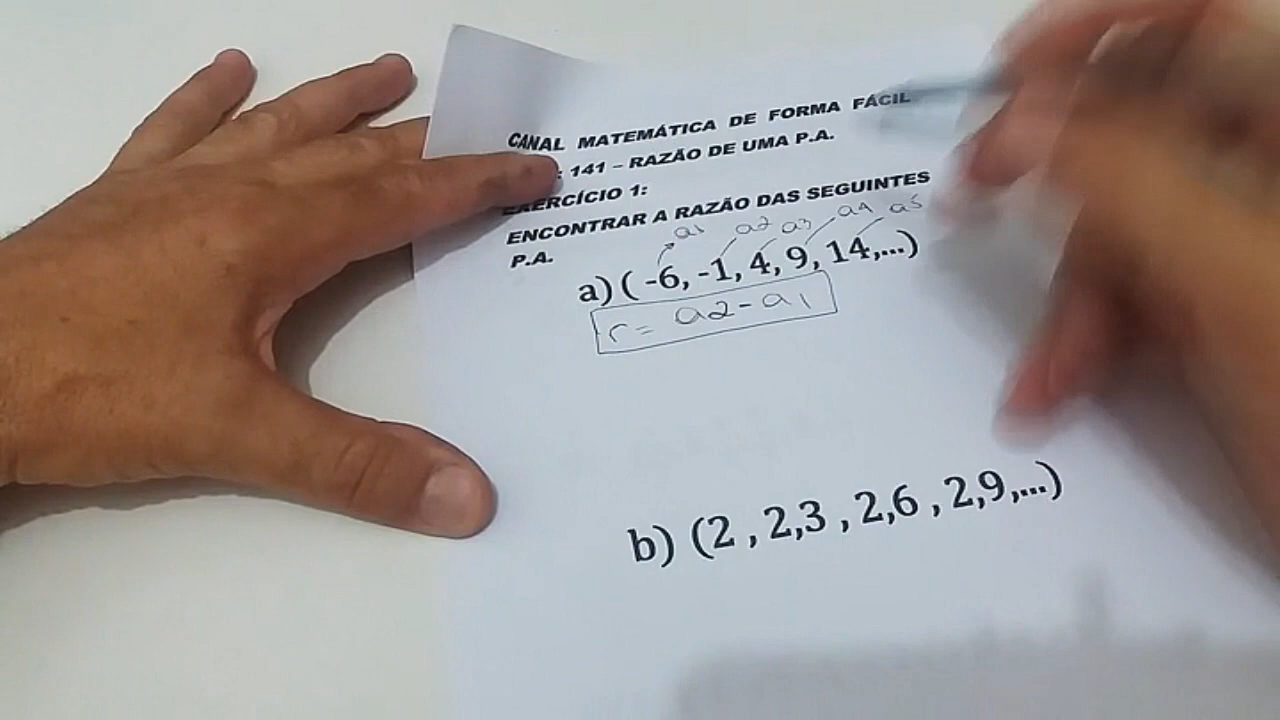 CANAL MATEMÁTICA DE FORMA FÁCIL
: 141 – RAZÃO DE UMA P.A.
EXERCÍCIO 1:
ENCONTRAR A RAZÃO DAS SEGUINTES
P.A.
a1 a2 a3 a4 a5
a) ( -6, -1, 4, 9, 14,...)
r = a2 - a1
b) (2 , 2,3 , 2,6 , 2,9,...)